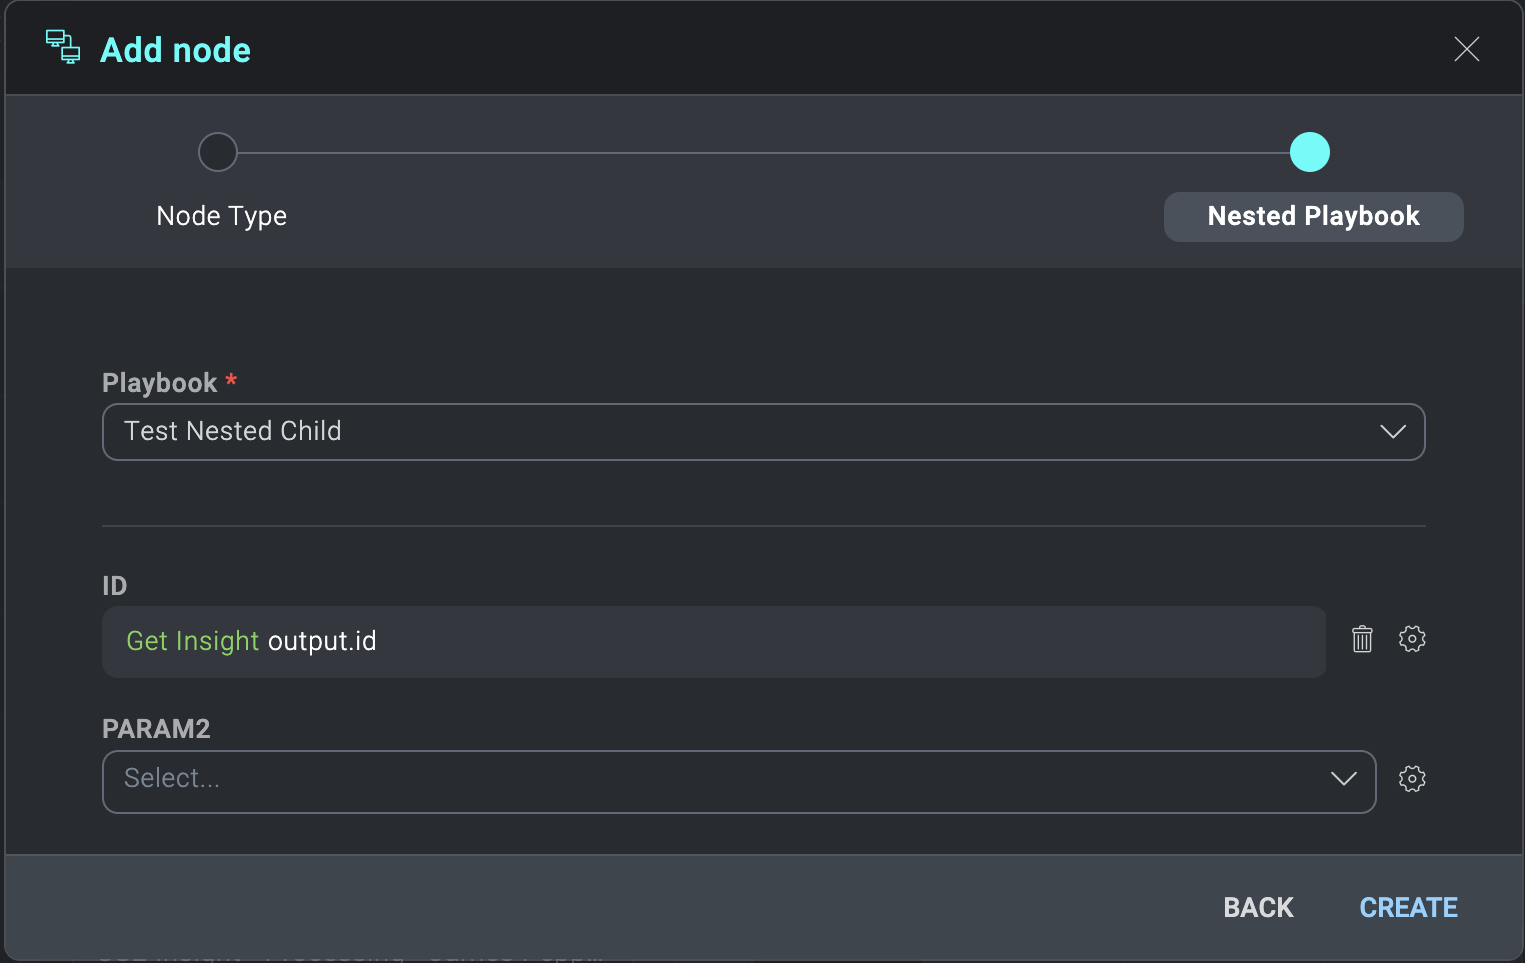 Add node
Node Type
Nested Playbook
Playbook *
Test Nested Child
ID
Get Insight output.id
PARAM2
Select...
BACK
CREATE